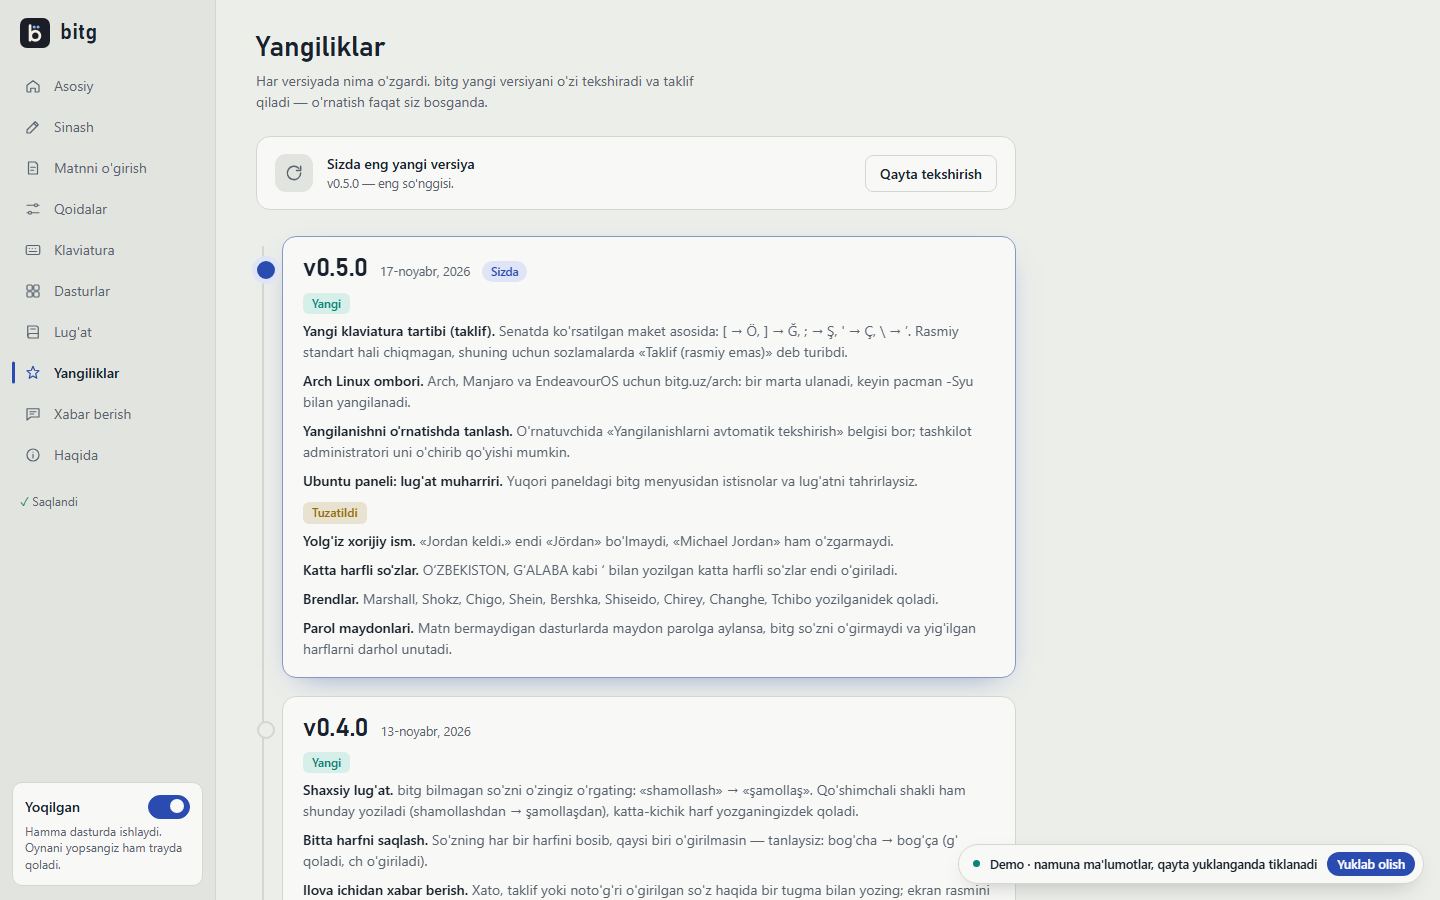 bitg
Asosiy
Sinash
Matnni o'girish
Qoidalar
Klaviatura
Dasturlar
Lug'at
Yangiliklar
Xabar berish
Haqida
✓ Saqlandi
Yoqilgan
Hamma dasturda ishlaydi.
Oynani yopsangiz ham trayda
qoladi.
Yangiliklar
Har versiyada nima o'zgardi. bitg yangi versiyani o'zi tekshiradi va taklif
qiladi — o'rnatish faqat siz bosganda.
Sizda eng yangi versiya
v0.5.0 — eng so'nggisi.
Qayta tekshirish
v0.5.0 17-noyabr, 2026 Sizda
Yangi
Yangi klaviatura tartibi (taklif). Senatda ko'rsatilgan maket asosida: [ → Ö, ] → Ğ, ; → Ş, ' → Ç, \ → ʼ. Rasmiy
standart hali chiqmagan, shuning uchun sozlamalarda «Taklif (rasmiy emas)» deb turibdi.
Arch Linux ombori. Arch, Manjaro va EndeavourOS uchun bitg.uz/arch: bir marta ulanadi, keyin pacman -Syu
bilan yangilanadi.
Yangilanishni o'rnatishda tanlash. O'rnatuvchida «Yangilanishlarni avtomatik tekshirish» belgisi bor; tashkilot
administratori uni o'chirib qo'yishi mumkin.
Ubuntu paneli: lug'at muharriri. Yuqori paneldagi bitg menyusidan istisnolar va lug'atni tahrirlaysiz.
Tuzatildi
Yolg'iz xorijiy ism. «Jordan keldi.» endi «Jördan» bo'lmaydi, «Michael Jordan» ham o'zgarmaydi.
Katta harfli so'zlar. OʻZBEKISTON, GʻALABA kabi ʻ bilan yozilgan katta harfli so'zlar endi o'giriladi.
Brendlar. Marshall, Shokz, Chigo, Shein, Bershka, Shiseido, Chirey, Changhe, Tchibo yozilganidek qoladi.
Parol maydonlari. Matn bermaydigan dasturlarda maydon parolga aylansa, bitg so'zni o'girmaydi va yig'ilgan
harflarni darhol unutadi.
v0.4.0 13-noyabr, 2026
Yangi
Shaxsiy lug'at. bitg bilmagan so'zni o'zingiz o'rgating: «shamollash» → «şamollaş». Qo'shimchali shakli ham
shunday yoziladi (shamollashdan → şamollaşdan), katta-kichik harf yozganingizdek qoladi.
Bitta harfni saqlash. So'zning har bir harfini bosib, qaysi biri o'girilmasin — tanlaysiz: bog'cha → bog'ça (g'
qoladi, ch o'giriladi).
Ilova ichidan xabar berish. Xato, taklif yoki noto'g'ri o'girilgan so'z haqida bir tugma bilan yozing; ekran rasmini
Demo · namuna ma'lumotlar, qayta yuklanganda tiklanadi Yuklab olish